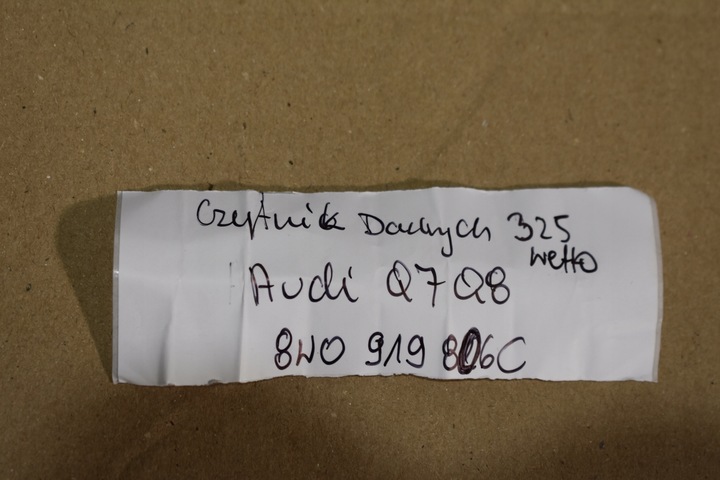 Czytnik Danych 325
netto
Audi Q7 Q8
8W0 919 806C